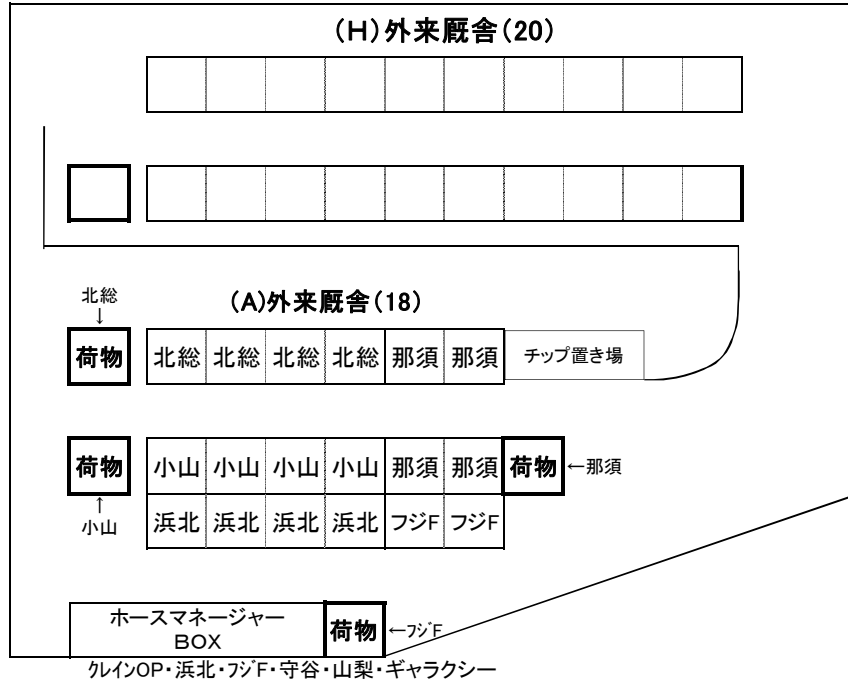 (H)外来厩舎(20)
北総
↓
(A)外来厩舎(18)
荷物 北総 北総 北総 北総 那須 那須 チップ置き場
荷物 小山 小山 小山 小山 那須 那須 荷物 ←那須
↑
小山
浜北 浜北 浜北 浜北 フジF フジF
ホースマネージャー
BOX
荷物 ←フジF
クレインOP・浜北・フジF・守谷・山梨・ギャラクシー